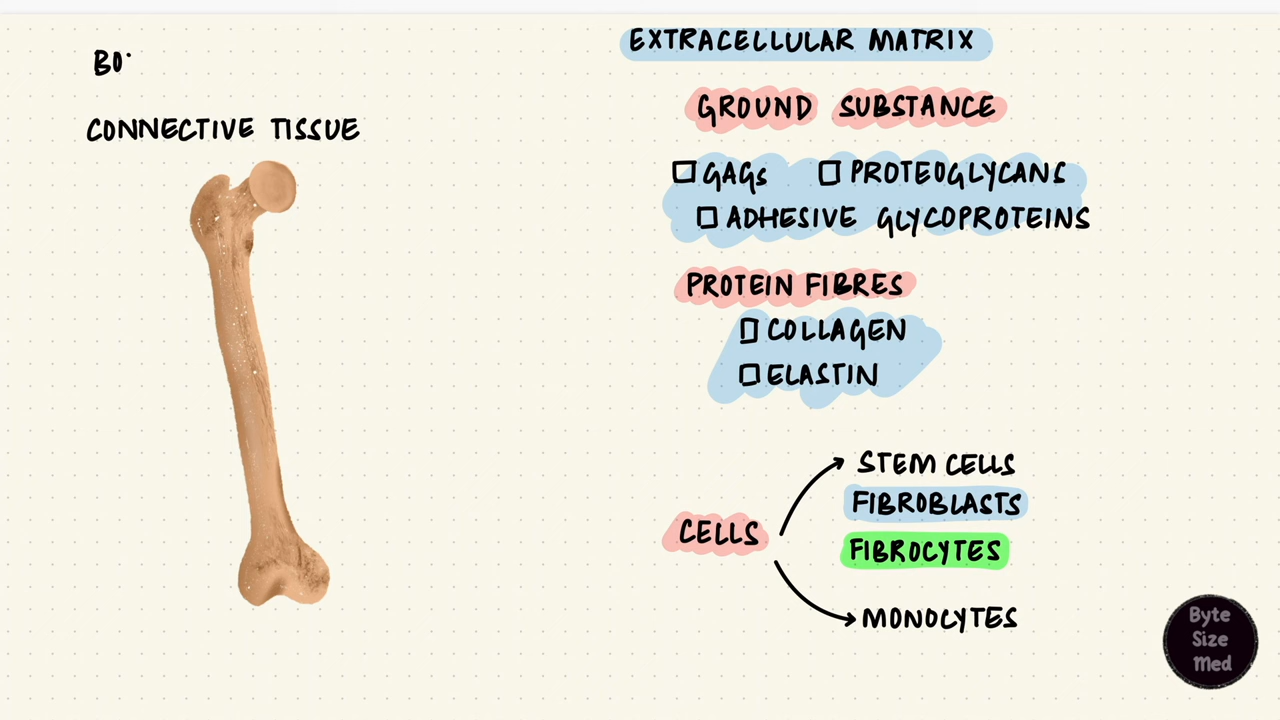 BO
CONNECTIVE TISSUE
EXTRACELLULAR MATRIX
GROUND SUBSTANCE
GAGs PROTEOGLYCANS
ADHESIVE GLYCOPROTEINS
PROTEIN FIBRES
COLLAGEN
ELASTIN
CELLS
STEM CELLS
FIBROBLASTS
FIBROCYTES
MONOCYTES
Byte
Size
Med